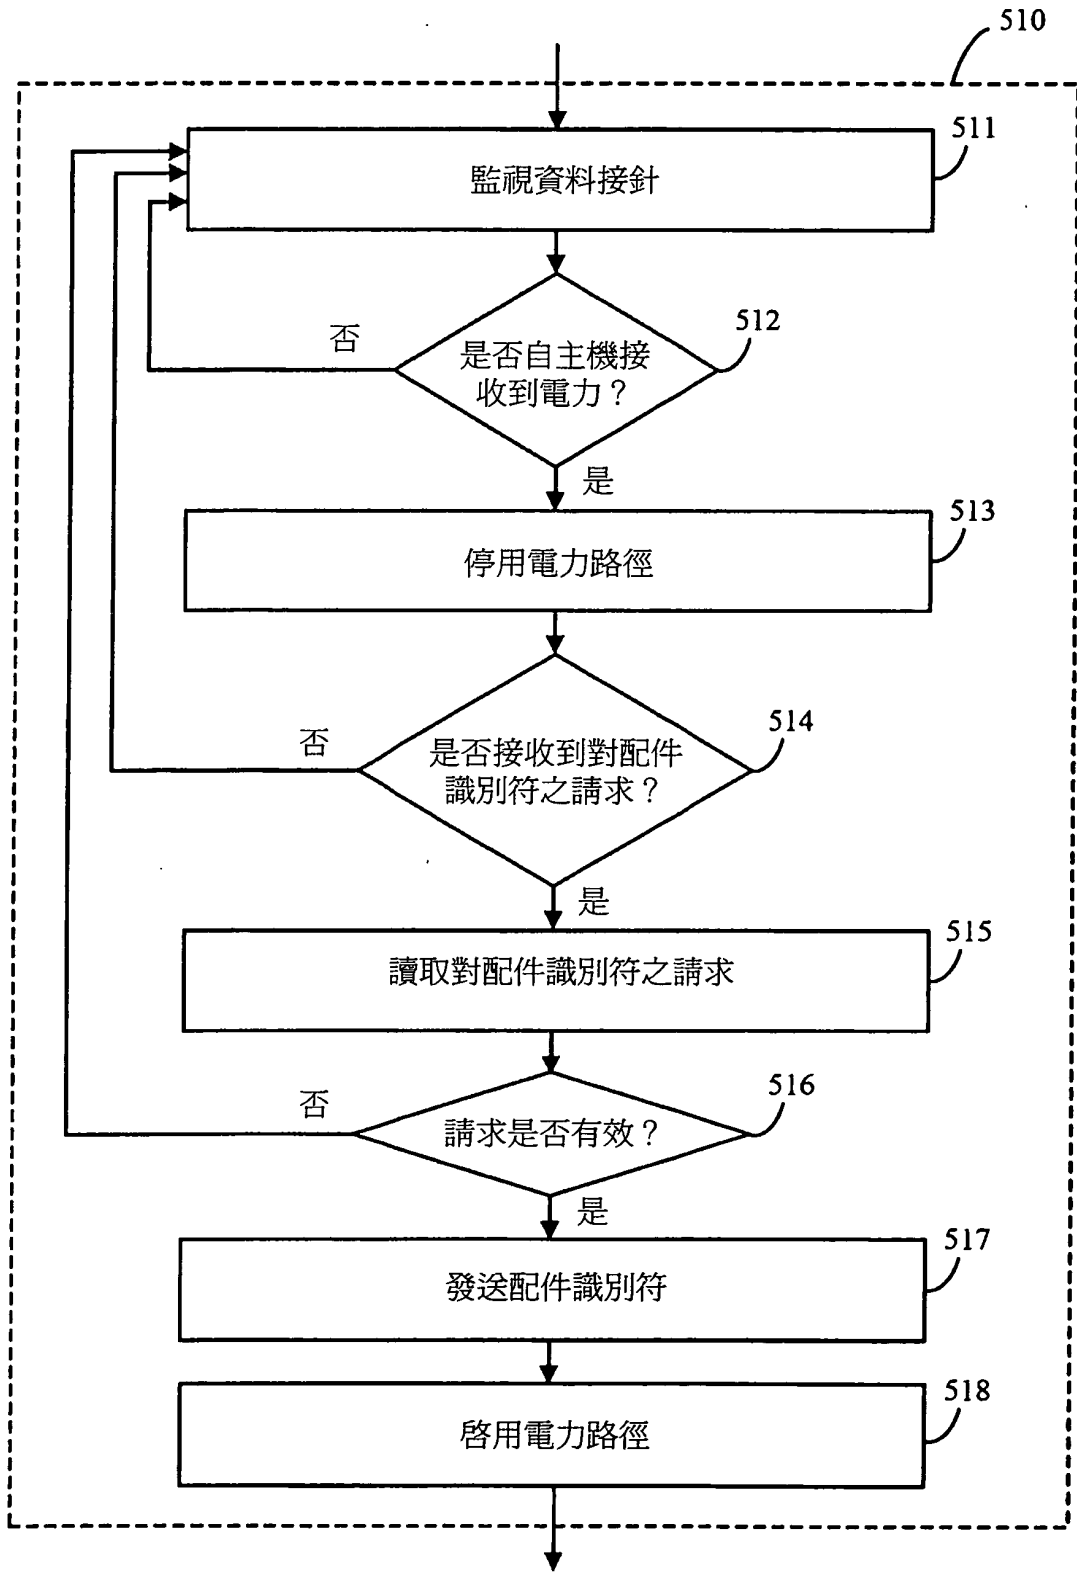 510
511
監視資料接針
512
否
是否自主機接
收到電力？
是
513
停用電力路徑
514
否
是否接收到對配件
識別符之請求？
是
515
讀取對配件識別符之請求
516
否
請求是否有效？
是
517
發送配件識別符
518
啓用電力路徑